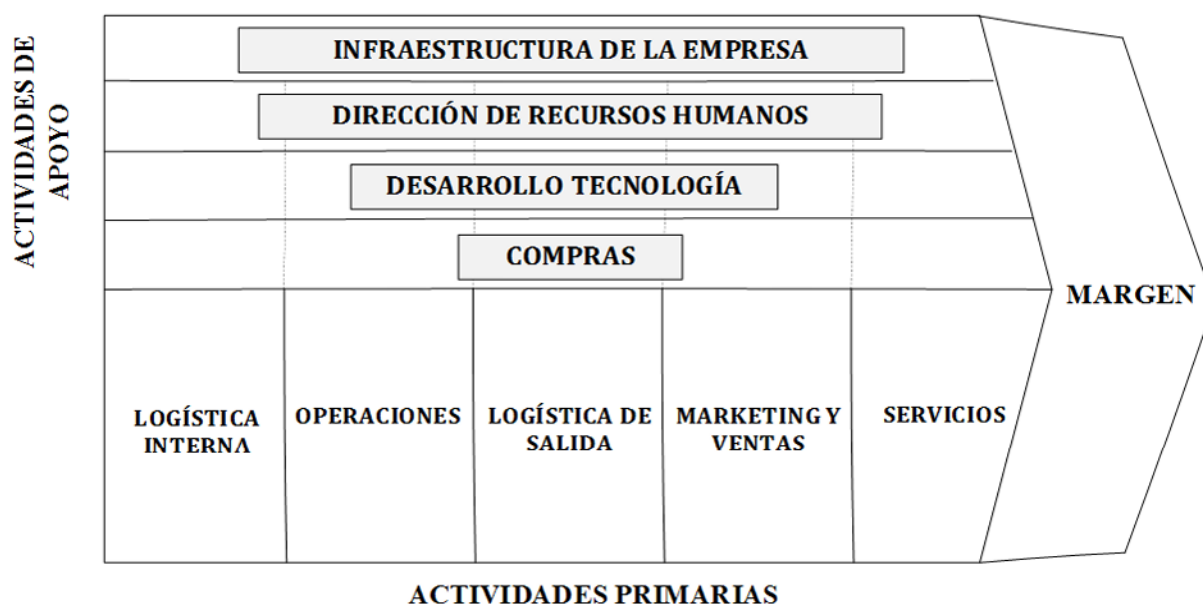 ACTIVIDADES DE
APOYO
INFRAESTRUCTURA DE LA EMPRESA
DIRECCIÓN DE RECURSOS HUMANOS
DESARROLLO TECNOLOGÍA
COMPRAS
MARGEN
LOGÍSTICA
INTERNA
OPERACIONES
LOGÍSTICA DE
SALIDA
MARKETING Y
VENTAS
SERVICIOS
ACTIVIDADES PRIMARIAS